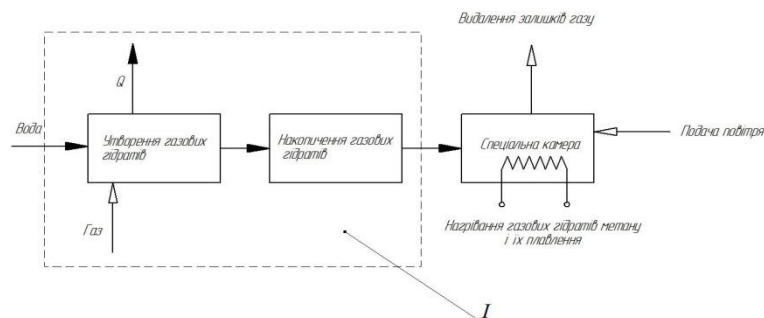 Видалення залишків газу
Q
Вода
Утворення газових
гідратів
Накопичення газових
гідратів
Спеціальна камера
Подача повітря
Газ
Нагрівання газових гідратів метану
і їх плавлення
I